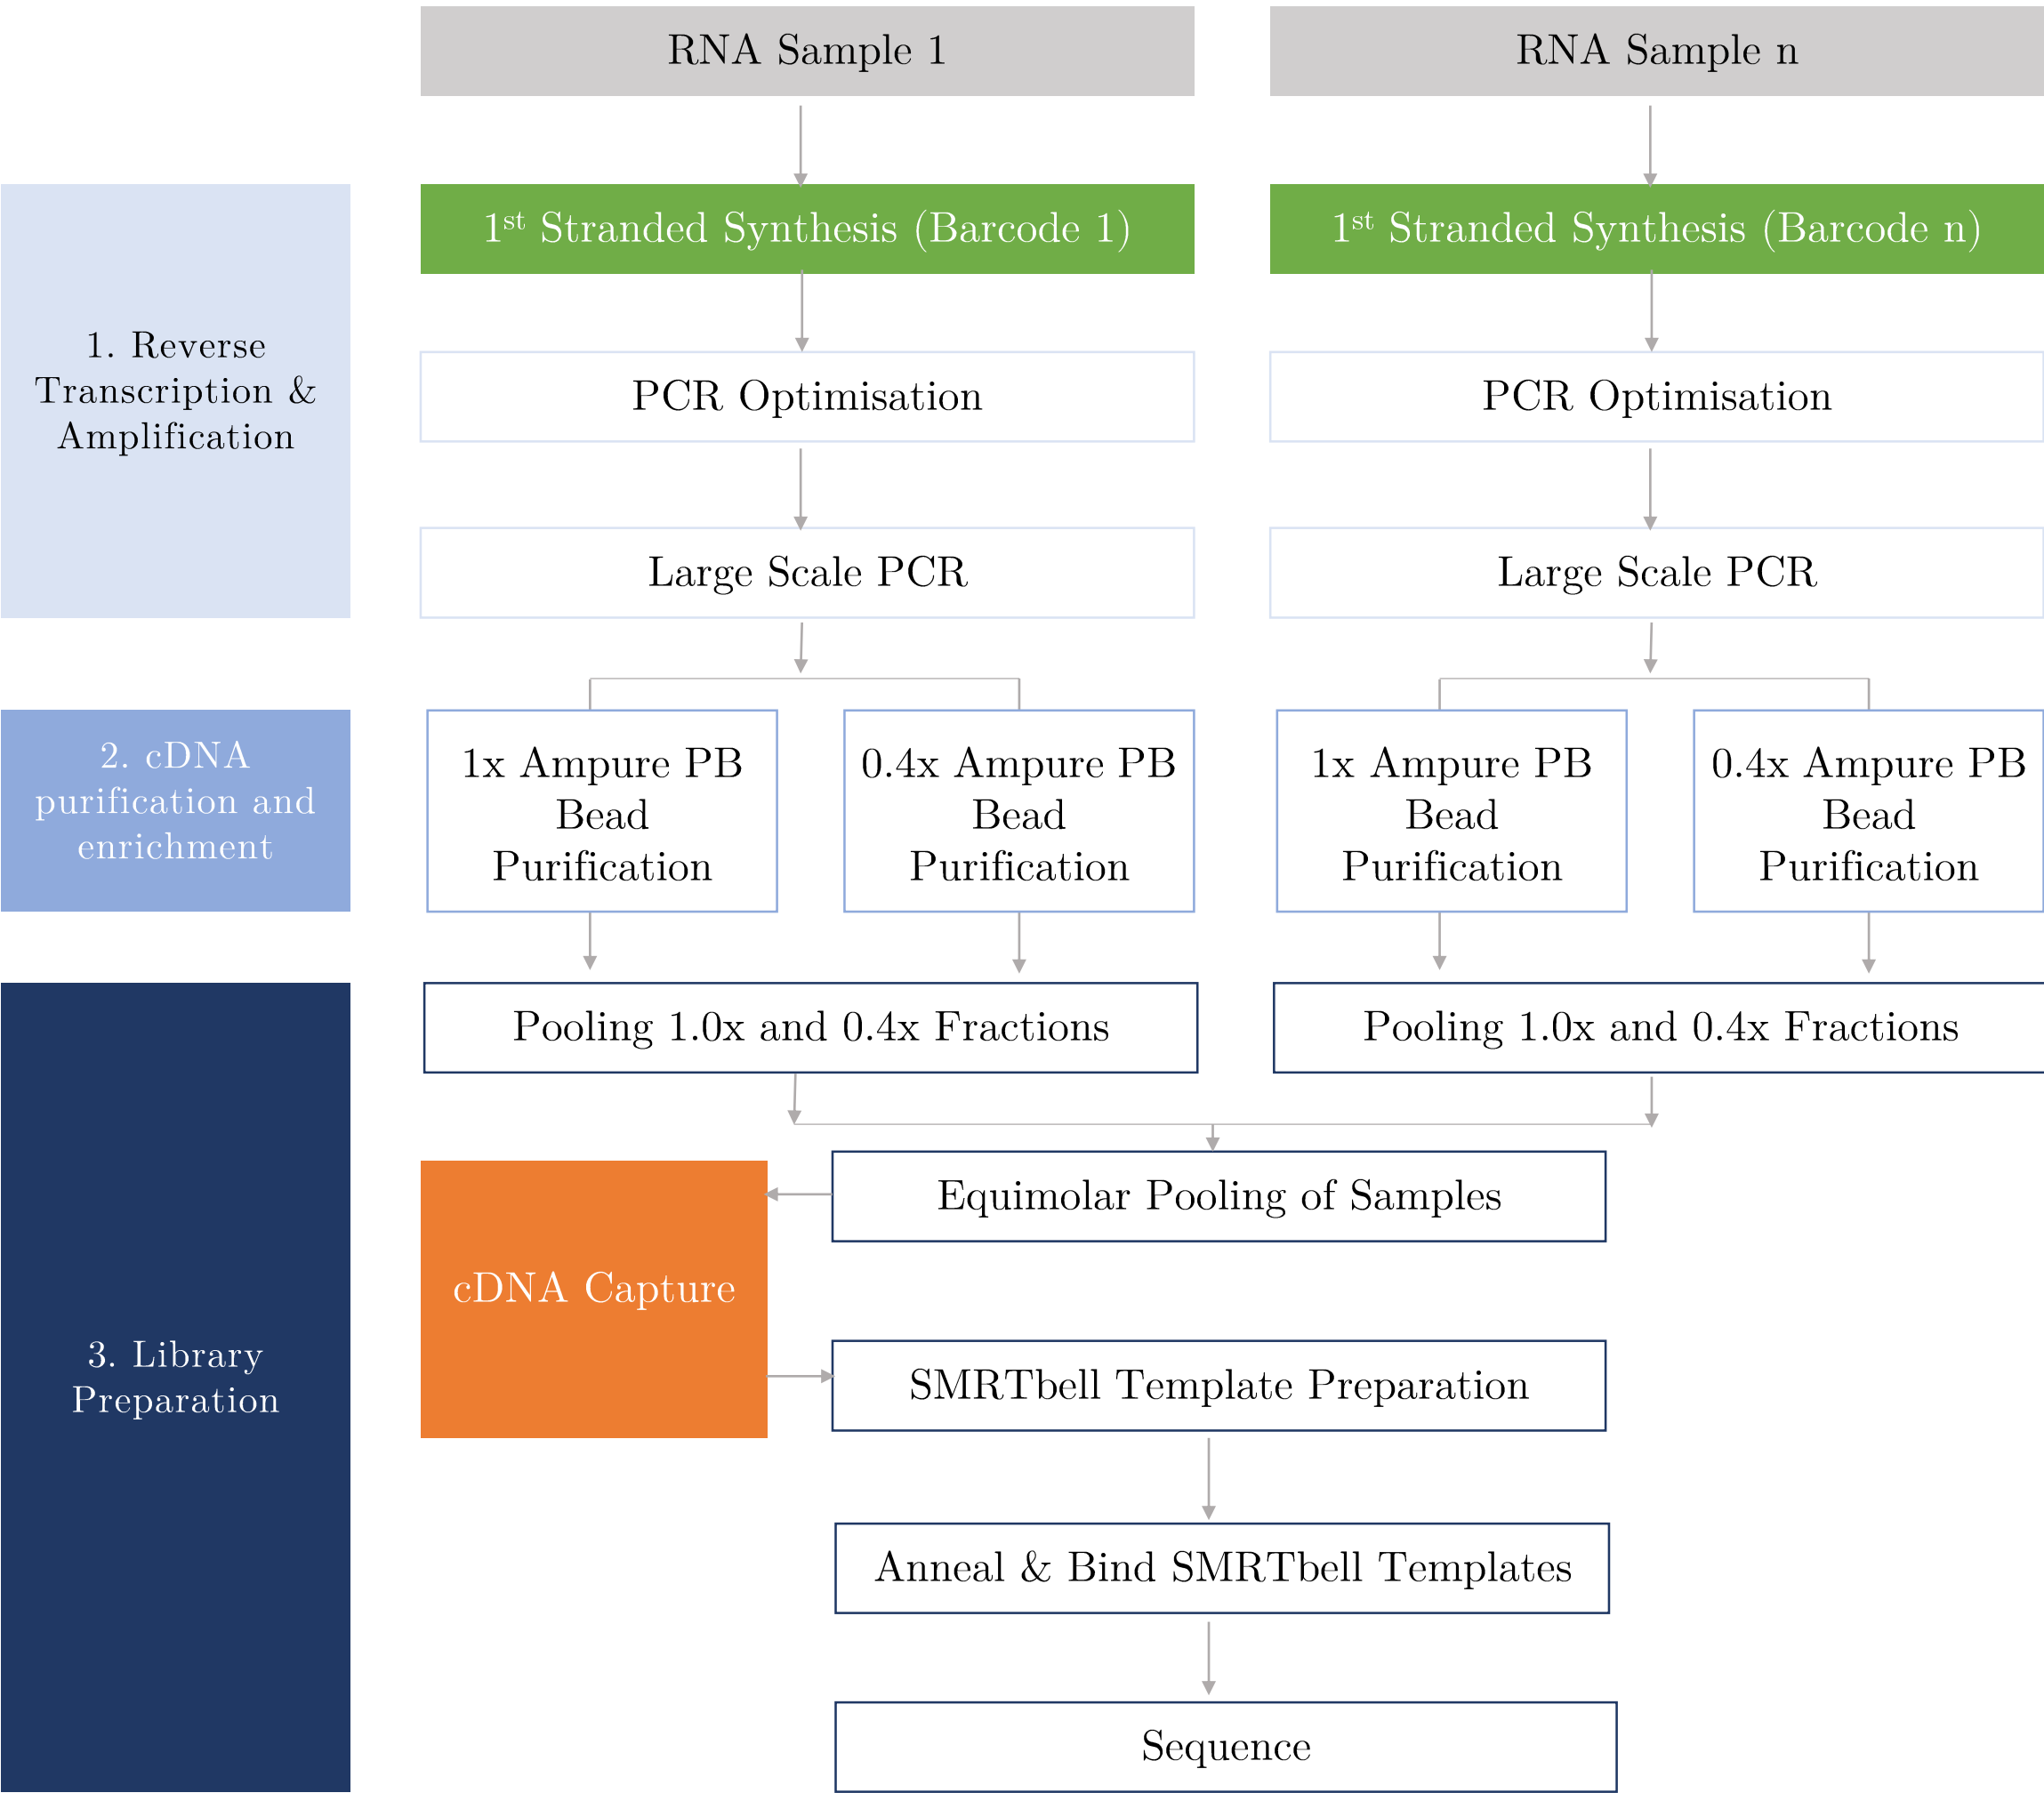 RNA Sample 1
RNA Sample n
1st Stranded Synthesis (Barcode 1)
1st Stranded Synthesis (Barcode n)
1. Reverse
Transcription &
Amplification
PCR Optimisation
PCR Optimisation
Large Scale PCR
Large Scale PCR
2. cDNA
purification and
enrichment
1x Ampure PB
Bead
Purification
0.4x Ampure PB
Bead
Purification
1x Ampure PB
Bead
Purification
0.4x Ampure PB
Bead
Purification
Pooling 1.0x and 0.4x Fractions
Pooling 1.0x and 0.4x Fractions
Equimolar Pooling of Samples
cDNA Capture
3. Library
Preparation
SMRTbell Template Preparation
Anneal & Bind SMRTbell Templates
Sequence